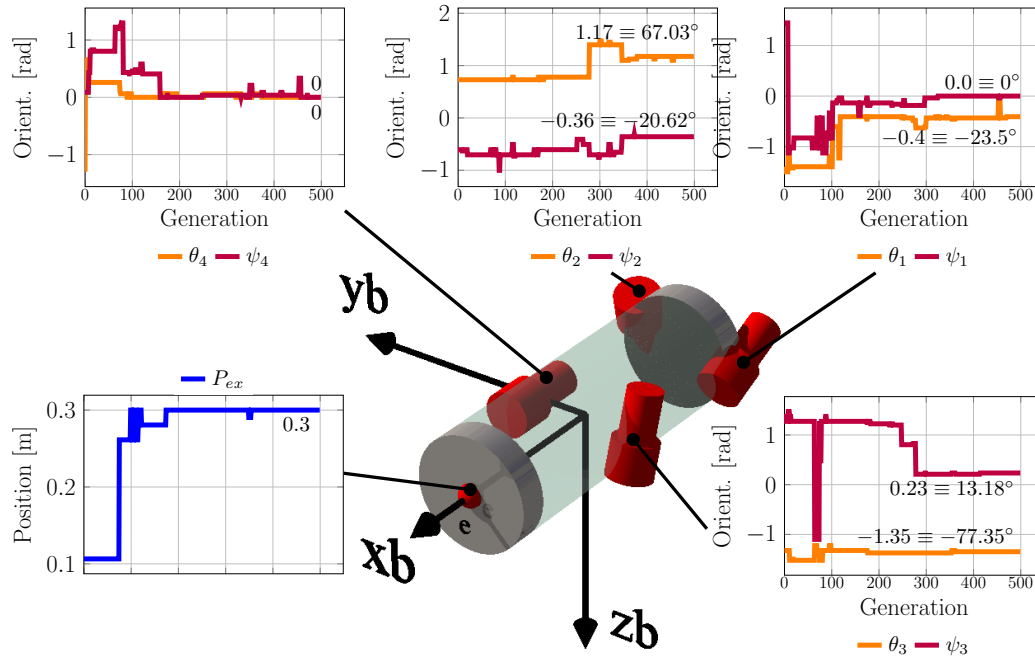 Orient. [rad]
1
0
−1
0
0
0 100 200 300 400 500
Generation
θ4 ψ4
Orient. [rad]
2
1
0
−1
1.17 ≡ 67.03°
−0.36 ≡ −20.62°
0 100 200 300 400 500
Generation
θ2 ψ2
Orient. [rad]
1
0
−1
0.0 ≡ 0°
−0.4 ≡ −23.5°
0 100 200 300 400 500
Generation
θ1 ψ1
yb
P_ex
Position [m]
0.3
0.2
0.1
0.3
e
e
xb
zb
Orient. [rad]
1
0
−1
0.23 ≡ 13.18°
−1.35 ≡ −77.35°
0 100 200 300 400 500
Generation
θ3 ψ3